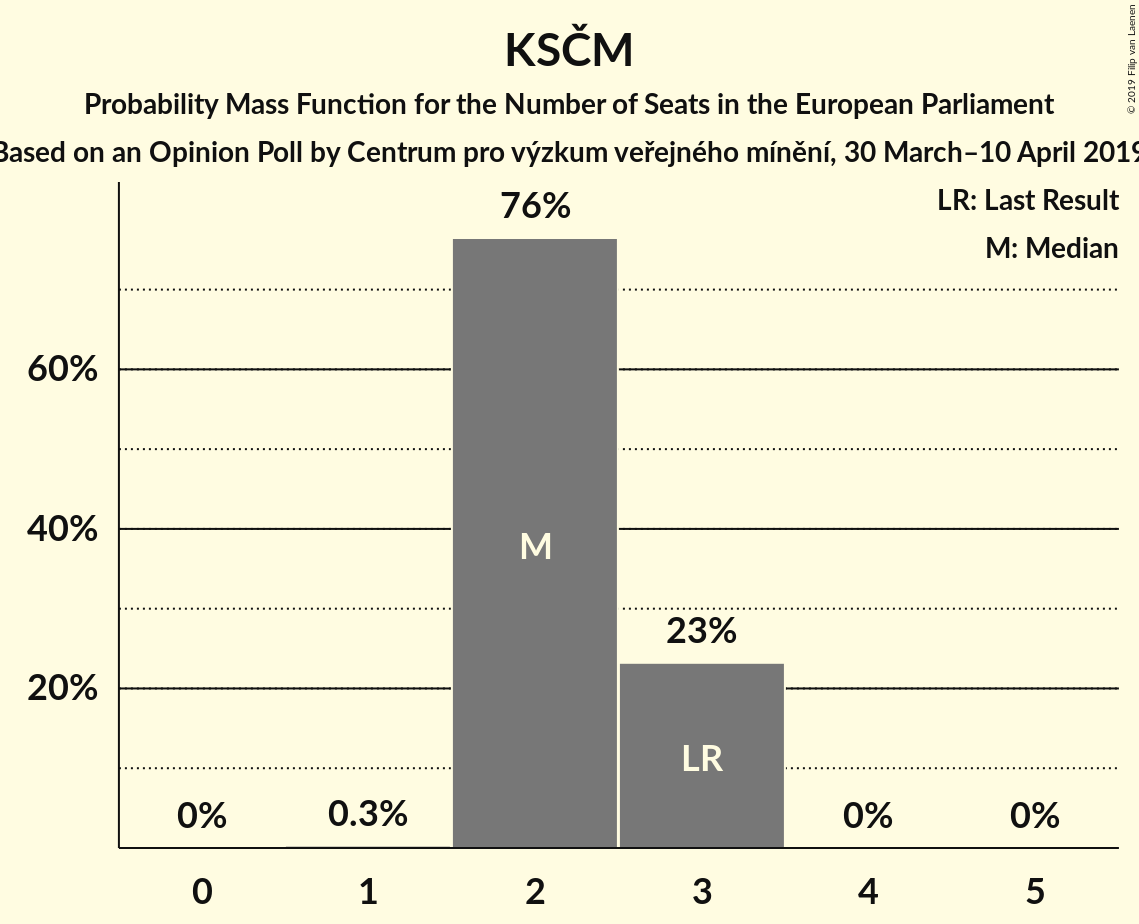 KSČM
Probability Mass Function for the Number of Seats in the European Parliament
Based on an Opinion Poll by Centrum pro výzkum veřejného mínění, 30 March–10 April 2019
© 2019 Filip van Laenen
LR: Last Result
M: Median
76%
60%
40%
M
23%
20%
LR
0% 0.3% 0% 0%
0 1 2 3 4 5